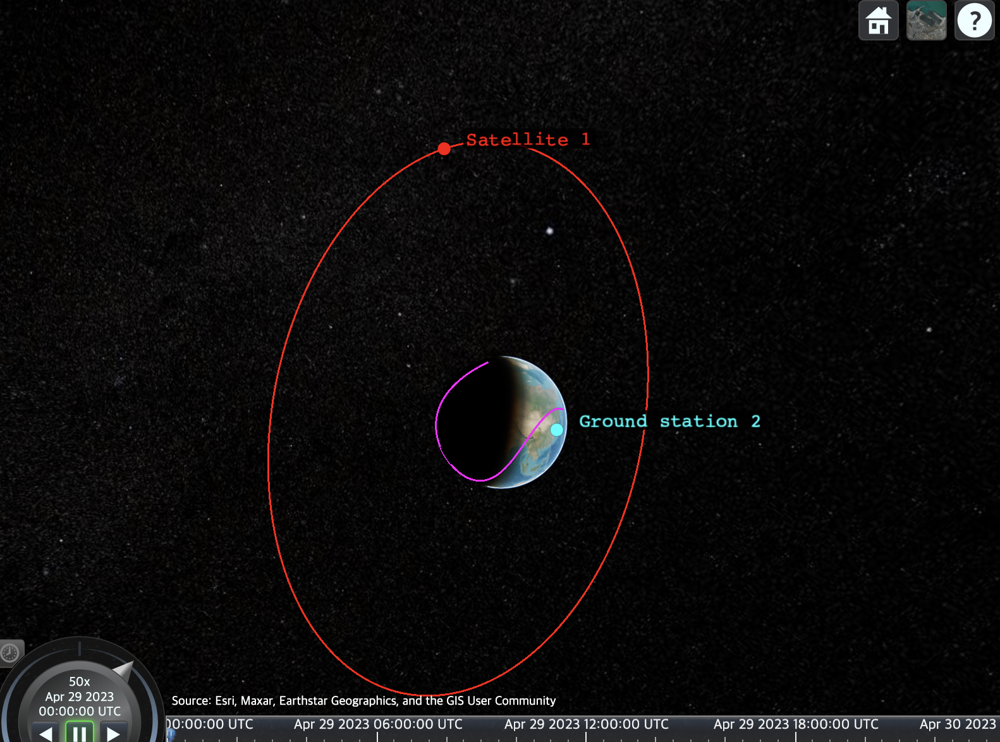 ?
Satellite 1
Ground station 2
50x
Apr 29 2023
00:00:00 UTC
Source: Esri, Maxar, Earthstar Geographics, and the GIS User Community
00:00:00 UTC
Apr 29 2023 06:00:00 UTC
Apr 29 2023 12:00:00 UTC
Apr 29 2023 18:00:00 UTC
Apr 30 2023